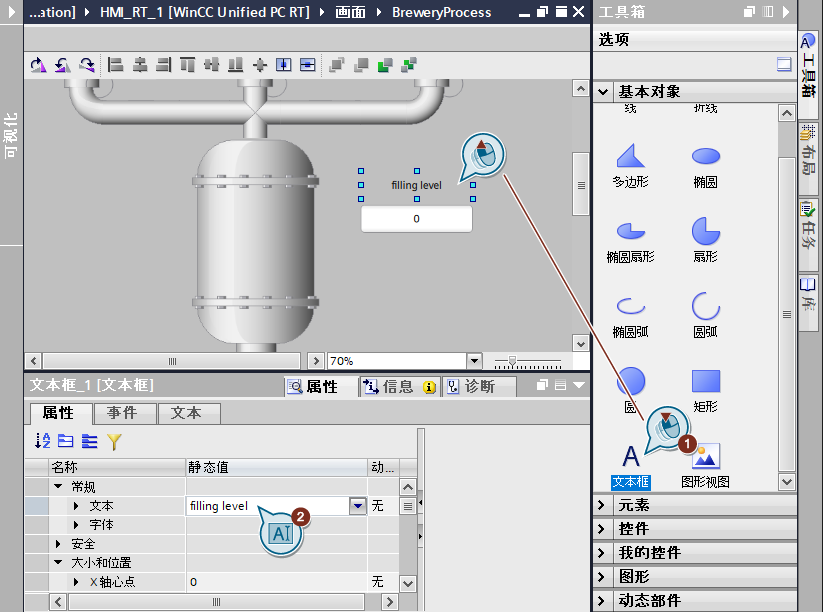 ...ation] ▸ HMI_RT_1 [WinCC Unified PC RT] ▸ 画面 ▸ BreweryProcess
可视化
filling level
0
70%
文本框_1 [文本框]
属性
信息
诊断
属性
事件
文本
名称
静态值
动...
常规
文本
filling level
无
字体
安全
大小和位置
X轴心点
0
无
2
工具箱
选项
基本对象
线
折线
多边形
椭圆
椭圆扇形
扇形
椭圆弧
圆弧
圆
矩形
1
文本框
图形视图
元素
控件
我的控件
图形
动态部件
工具箱
布局
任务
库